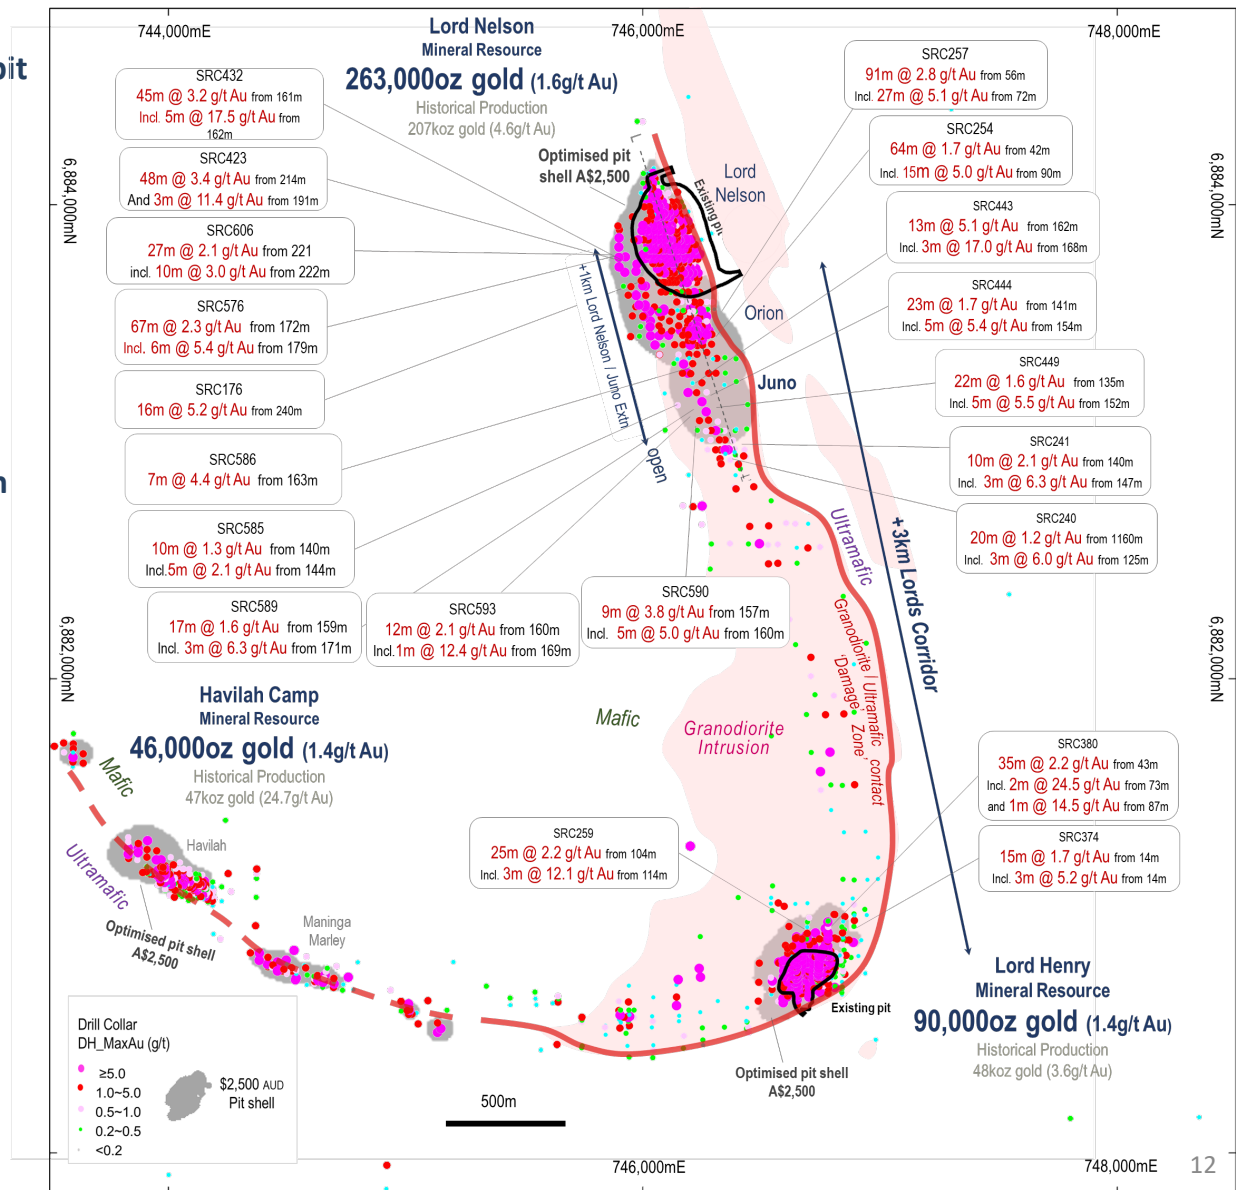 744,000mE
746,000mE
748,000mE
pit
Lord Nelson
Mineral Resource
263,000oz gold (1.6g/t Au)
Historical Production
207koz gold (4.6g/t Au)
SRC432
45m @ 3.2 g/t Au from 161m
Incl. 5m @ 17.5 g/t Au from
162m
SRC423
48m @ 3.4 g/t Au from 214m
And 3m @ 11.4 g/t Au from 191m
SRC606
27m @ 2.1 g/t Au from 221
incl. 10m @ 3.0 g/t Au from 222m
SRC576
67m @ 2.3 g/t Au from 172m
Incl. 6m @ 5.4 g/t Au from 179m
SRC176
16m @ 5.2 g/t Au from 240m
SRC586
7m @ 4.4 g/t Au from 163m
SRC585
10m @ 1.3 g/t Au from 140m
Incl.5m @ 2.1 g/t Au from 144m
SRC589
17m @ 1.6 g/t Au from 159m
Incl. 3m @ 6.3 g/t Au from 171m
SRC593
12m @ 2.1 g/t Au from 160m
Incl.1m @ 12.4 g/t Au from 169m
SRC590
9m @ 3.8 g/t Au from 157m
Incl. 5m @ 5.0 g/t Au from 160m
SRC257
91m @ 2.8 g/t Au from 56m
Incl. 27m @ 5.1 g/t Au from 72m
SRC254
64m @ 1.7 g/t Au from 42m
Incl. 15m @ 5.0 g/t Au from 90m
SRC443
13m @ 5.1 g/t Au from 162m
Incl. 3m @ 17.0 g/t Au from 168m
SRC444
23m @ 1.7 g/t Au from 141m
Incl. 5m @ 5.4 g/t Au from 154m
SRC449
22m @ 1.6 g/t Au from 135m
Incl. 5m @ 5.5 g/t Au from 152m
SRC241
10m @ 2.1 g/t Au from 140m
Incl. 3m @ 6.3 g/t Au from 147m
SRC240
20m @ 1.2 g/t Au from 1160m
Incl. 3m @ 6.0 g/t Au from 125m
6,884,000mN
6,884,000mN
Optimised pit
shell A$2,500
Existing pit
Lord
Nelson
Orion
Juno
+1km Lord Nelson / Juno Extn
open
Ultramafic
+3km Lords Corridor
Granodiorite / Ultramafic contact
'Damage' Zone
6,882,000mN
6,882,000mN
Havilah Camp
Mineral Resource
46,000oz gold (1.4g/t Au)
Historical Production
47koz gold (24.7g/t Au)
Mafic
Granodiorite
Intrusion
Mafic
Ultramafic
Havilah
Optimised pit shell
A$2,500
Maninga
Marley
SRC380
35m @ 2.2 g/t Au from 43m
Incl. 2m @ 24.5 g/t Au from 73m
and 1m @ 14.5 g/t Au from 87m
SRC374
15m @ 1.7 g/t Au from 14m
Incl. 3m @ 5.2 g/t Au from 14m
SRC259
25m @ 2.2 g/t Au from 104m
Incl. 3m @ 12.1 g/t Au from 114m
Lord Henry
Mineral Resource
90,000oz gold (1.4g/t Au)
Historical Production
48koz gold (3.6g/t Au)
Existing pit
Optimised pit shell
A$2,500
Drill Collar
DH_MaxAu (g/t)
≥5.0
1.0~5.0
0.5~1.0
0.2~0.5
<0.2
$2,500 AUD
Pit shell
500m
746,000mE
748,000mE
12